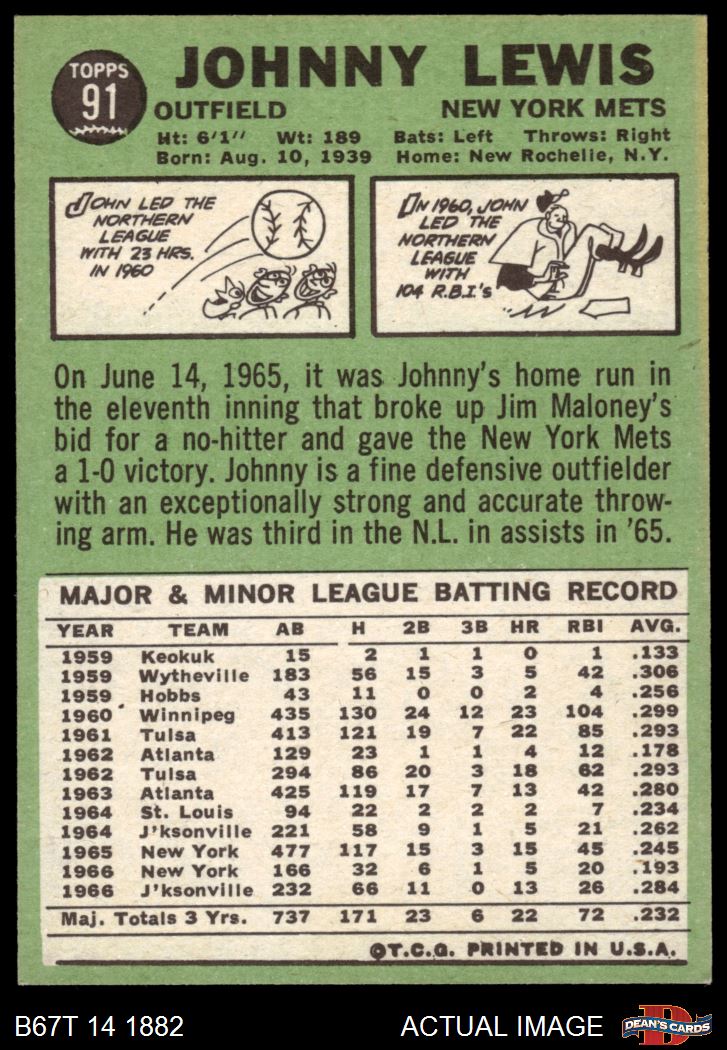 TOPPS
91
JOHNNY LEWIS
OUTFIELD NEW YORK METS
Ht: 6'1" Wt: 189 Bats: Left Throws: Right
Born: Aug. 10, 1939 Home: New Rochelle, N.Y.
JOHN LED THE
NORTHERN
LEAGUE
WITH 23 HRS.
IN 1960
IN 1960, JOHN
LED THE
NORTHERN
LEAGUE
WITH
104 R.B.I.'s
On June 14, 1965, it was Johnny's home run in
the eleventh inning that broke up Jim Maloney's
bid for a no-hitter and gave the New York Mets
a 1-0 victory. Johnny is a fine defensive outfielder
with an exceptionally strong and accurate throw-
ing arm. He was third in the N.L. in assists in '65.
MAJOR & MINOR LEAGUE BATTING RECORD
YEAR TEAM AB H 2B 3B HR RBI AVG.
1959 Keokuk 15 2 1 1 0 1 .133
1959 Wytheville 183 56 15 3 5 42 .306
1959 Hobbs 43 11 0 0 2 4 .256
1960 Winnipeg 435 130 24 12 23 104 .299
1961 Tulsa 413 121 19 7 22 85 .293
1962 Atlanta 129 23 1 1 4 12 .178
1962 Tulsa 294 86 20 3 18 62 .293
1963 Atlanta 425 119 17 7 13 42 .280
1964 St. Louis 94 22 2 2 2 7 .234
1964 J'ksonville 221 58 9 1 5 21 .262
1965 New York 477 117 15 3 15 45 .245
1966 New York 166 32 6 1 5 20 .193
1966 J'ksonville 232 66 11 0 13 26 .284
Maj. Totals 3 Yrs. 737 171 23 6 22 72 .232
©T.C.G. PRINTED IN U.S.A.
B67T 14 1882 ACTUAL IMAGE
D
DEAN'S CARDS